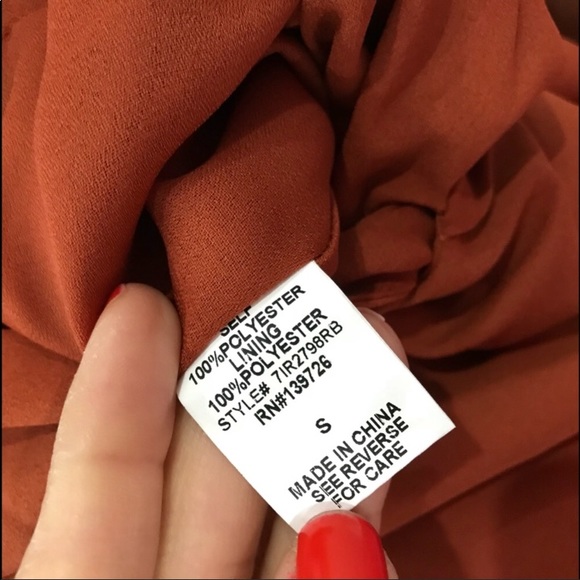 SELF
100%POLYESTER
LINING
100%POLYESTER
STYLE# 7IR2798RB
RN#139726
S
MADE IN CHINA
SEE REVERSE
FOR CARE